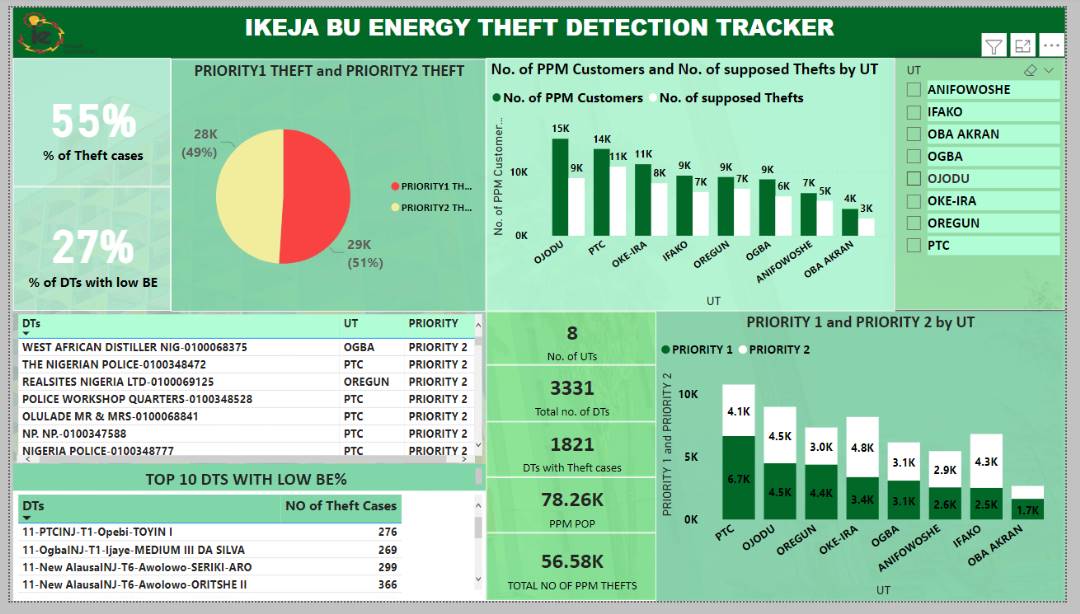 IKEJA BU ENERGY THEFT DETECTION TRACKER
55%
% of Theft cases
27%
% of DTs with low BE
PRIORITY1 THEFT and PRIORITY2 THEFT
28K
(49%)
29K
(51%)
PRIORITY1 TH...
PRIORITY2 TH...
No. of PPM Customers and No. of supposed Thefts by UT
No. of PPM Customers No. of supposed Thefts
No. of PPM Customer...
10K
0K
15K
9K
14K
11K
11K
8K
9K
7K
9K
7K
9K
6K
7K
5K
4K
3K
OJODU
PTC
OKE-IRA
IFAKO
OREGUN
OGBA
ANIFOWOSHE
OBA AKRAN
UT
UT
ANIFOWOSHE
IFAKO
OBA AKRAN
OGBA
OJODU
OKE-IRA
OREGUN
PTC
DTs UT PRIORITY
WEST AFRICAN DISTILLER NIG-0100068375 OGBA PRIORITY 2
THE NIGERIAN POLICE-0100348472 PTC PRIORITY 2
REALSITES NIGERIA LTD-0100069125 OREGUN PRIORITY 2
POLICE WORKSHOP QUARTERS-0100348528 PTC PRIORITY 2
OLULADE MR & MRS-0100068841 PTC PRIORITY 2
NP. NP.-0100347588 PTC PRIORITY 2
NIGERIA POLICE-0100348777 PTC PRIORITY 2
TOP 10 DTS WITH LOW BE%
DTs NO of Theft Cases
11-PTCINJ-T1-Opebi-TOYIN I 276
11-OgbaINJ-T1-Ijaye-MEDIUM III DA SILVA 269
11-New AlausaINJ-T6-Awolowo-SERIKI-ARO 299
11-New AlausaINJ-T6-Awolowo-ORITSHE II 366
8
No. of UTs
3331
Total no. of DTs
1821
DTs with Theft cases
78.26K
PPM POP
56.58K
TOTAL NO OF PPM THEFTS
PRIORITY 1 and PRIORITY 2 by UT
PRIORITY 1 PRIORITY 2
PRIORITY 1 and PRIORITY 2
10K
5K
0K
4.1K
6.7K
4.5K
4.5K
3.0K
4.4K
4.8K
3.4K
3.1K
3.1K
2.9K
2.6K
4.3K
2.5K
1.7K
PTC
OJODU
OREGUN
OKE-IRA
OGBA
ANIFOWOSHE
IFAKO
OBA AKRAN
UT